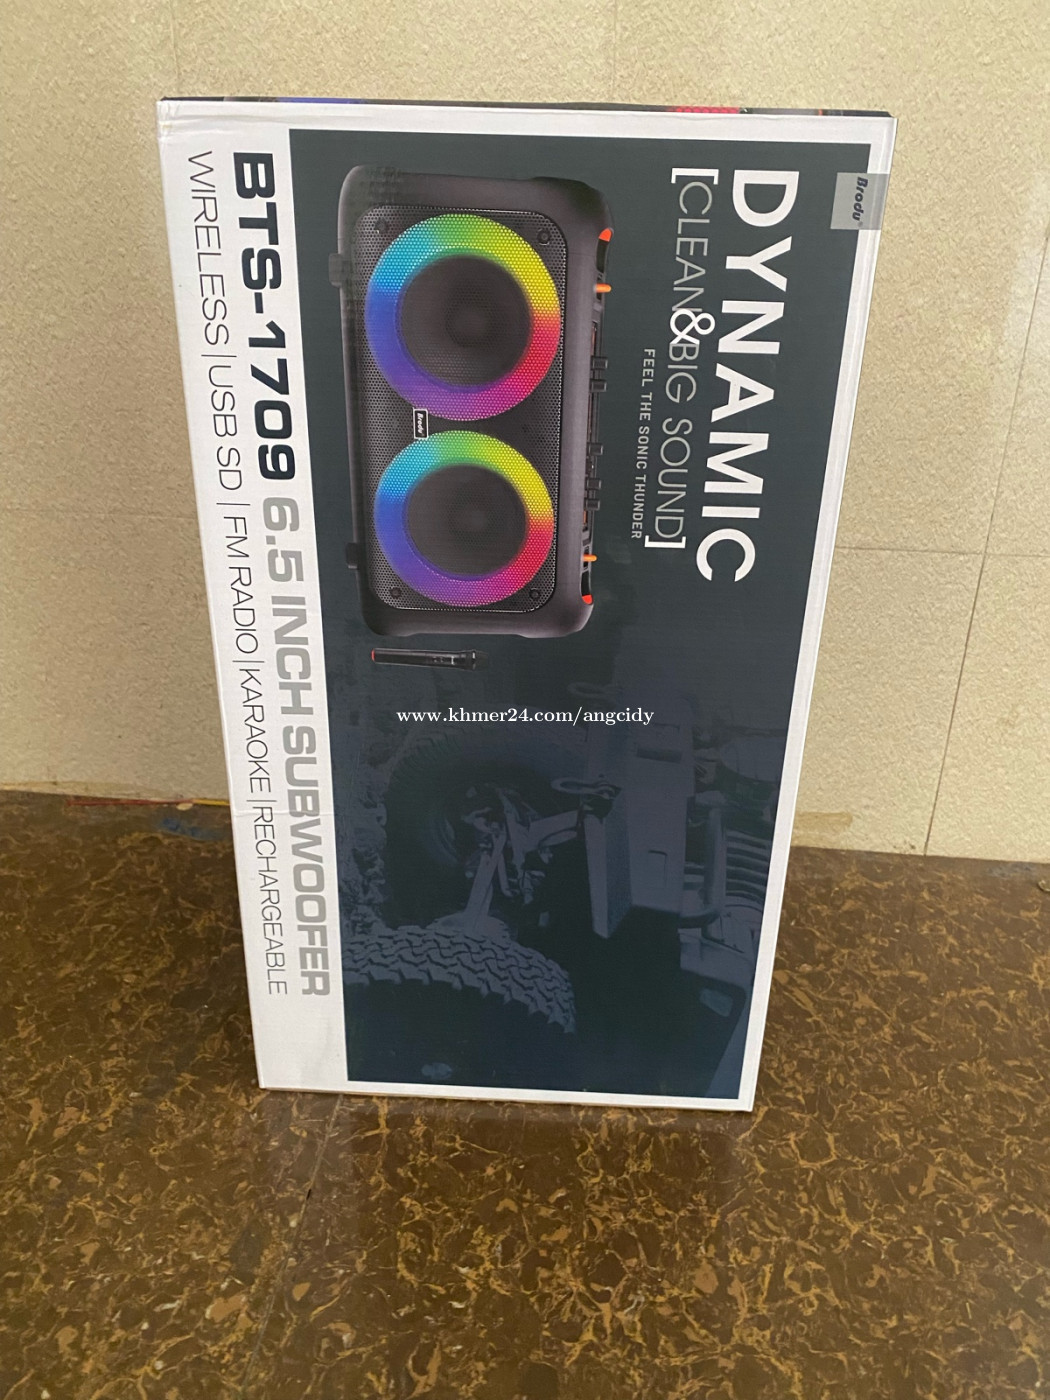 Brodu
DYNAMIC
[CLEAN&BIG SOUND]
FEEL THE SONIC THUNDER
Brodu
www.khmer24.com/angcidy
BTS-1709 6.5 INCH SUBWOOFER
WIRELESS|USB SD |FM RADIO|KARAOKE|RECHARGEABLE